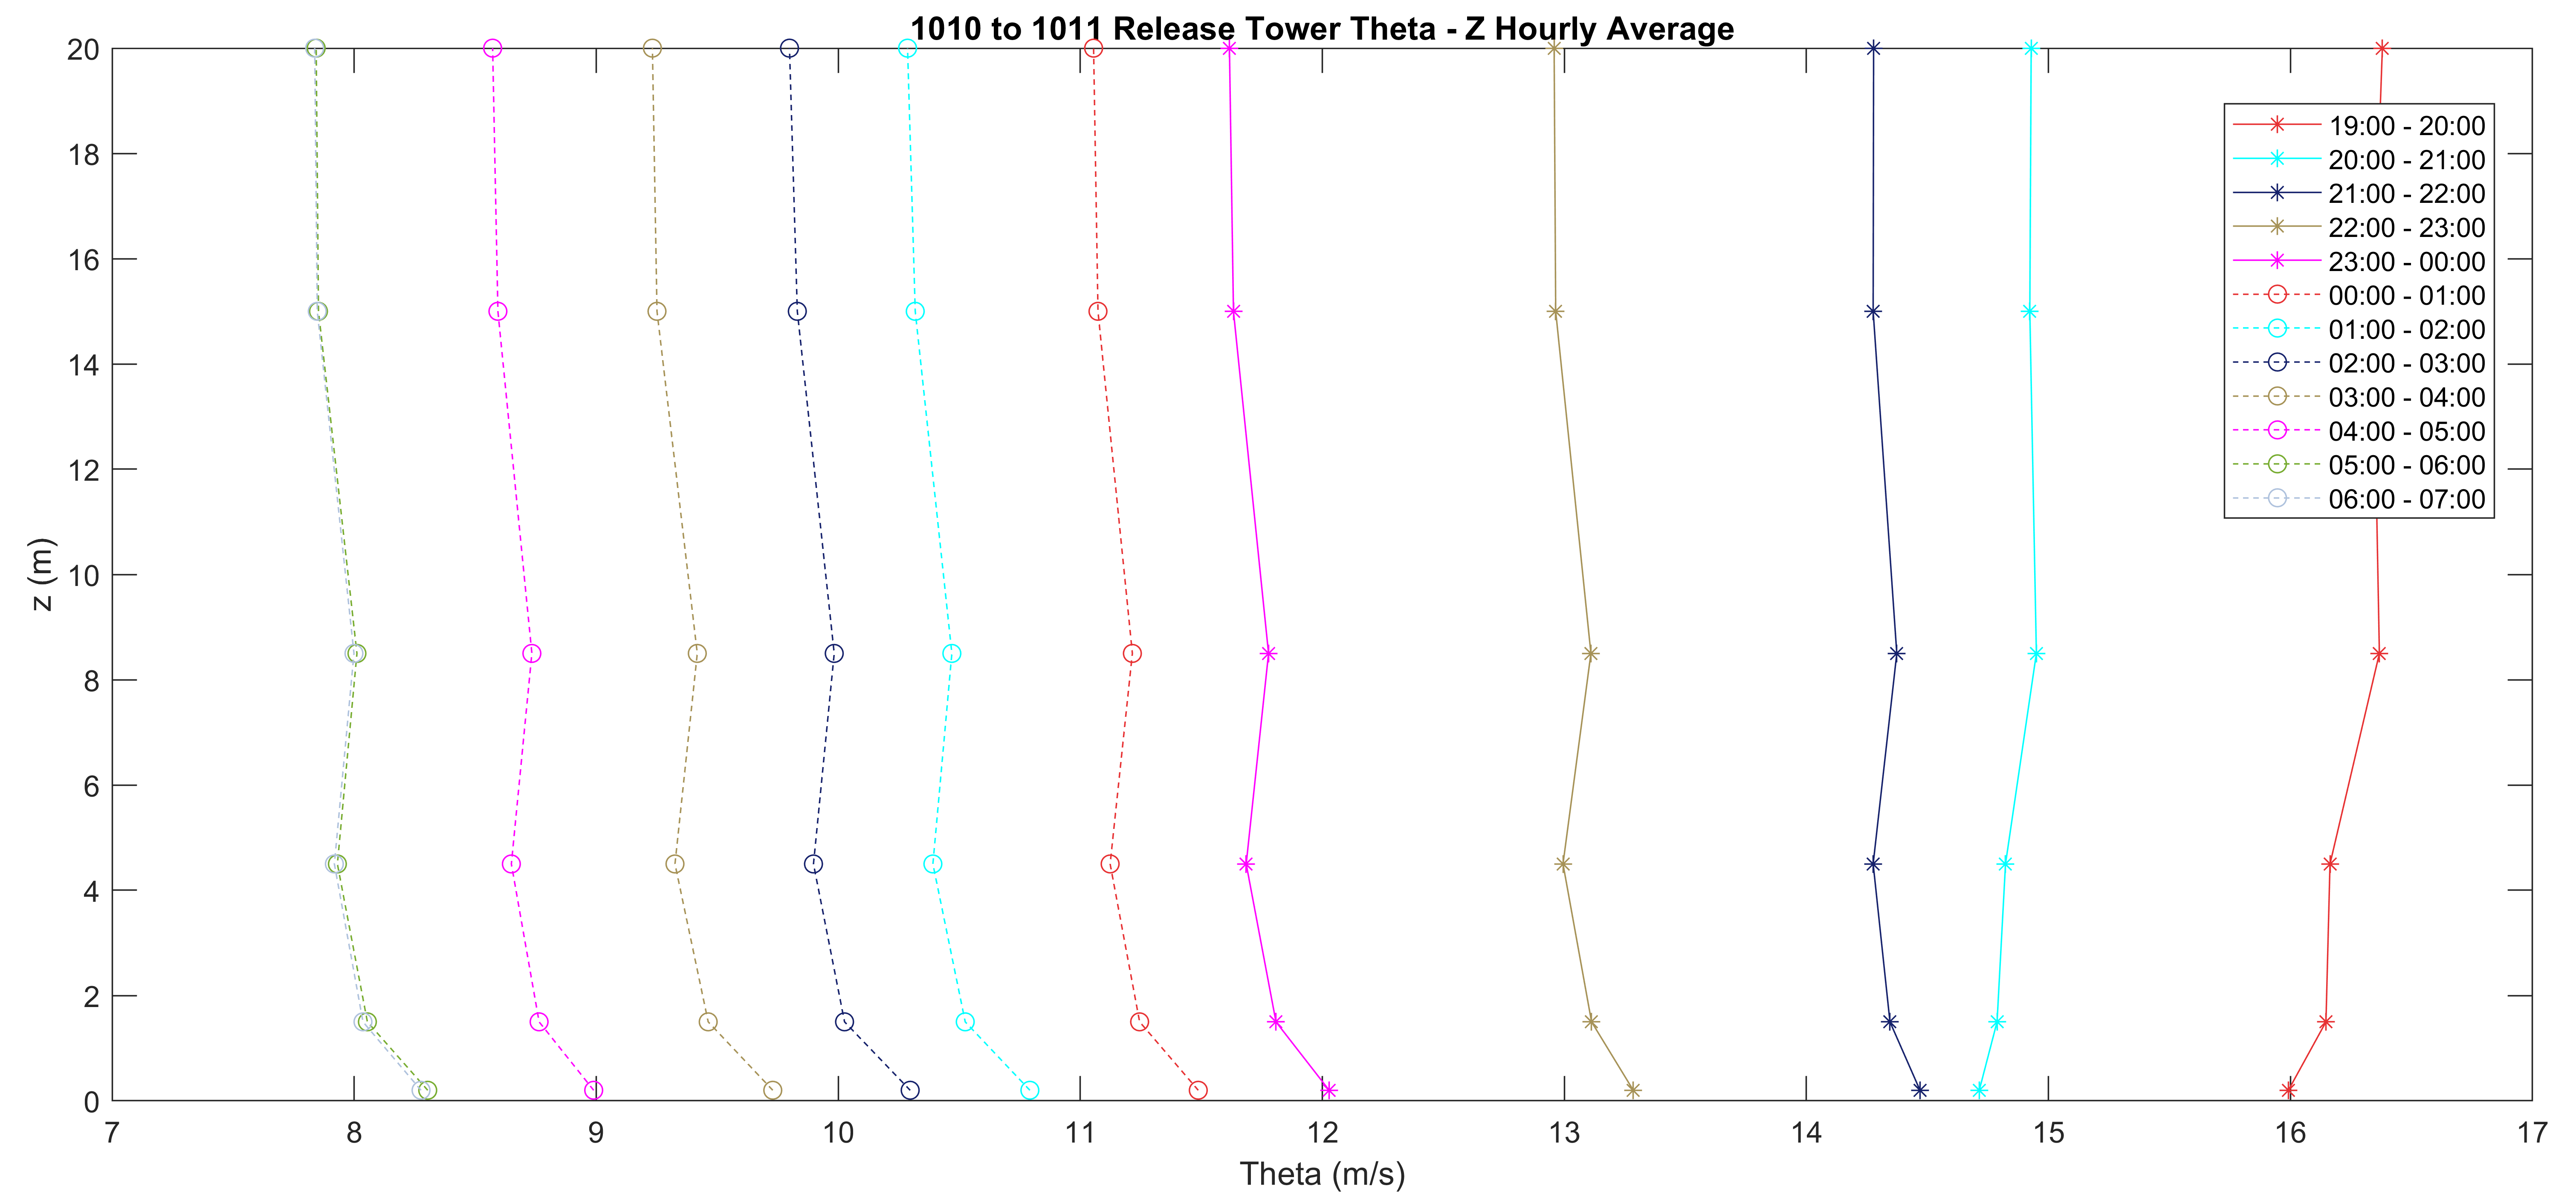 1010 to 1011 Release Tower Theta - Z Hourly Average
20
18
16
14
12
10
8
6
4
2
0
z (m)
7 8 9 10 11 12 13 14 15 16 17
Theta (m/s)
19:00 - 20:00
20:00 - 21:00
21:00 - 22:00
22:00 - 23:00
23:00 - 00:00
00:00 - 01:00
01:00 - 02:00
02:00 - 03:00
03:00 - 04:00
04:00 - 05:00
05:00 - 06:00
06:00 - 07:00